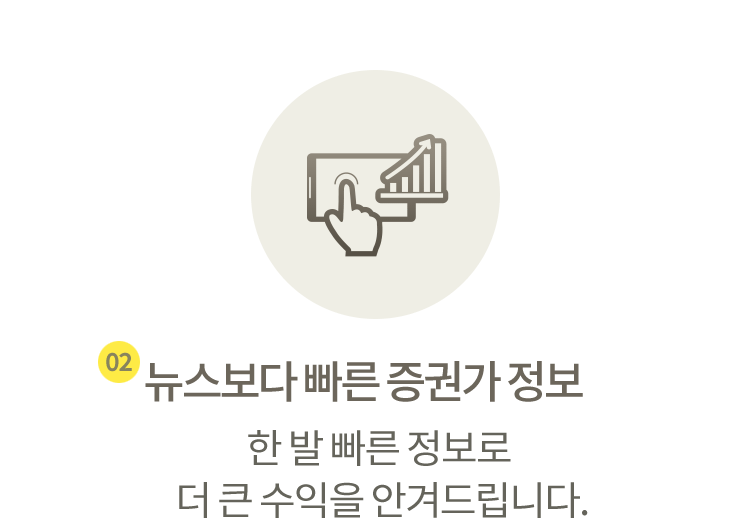 02
뉴스보다 빠른 증권가 정보
한 발 빠른 정보로
더 큰 수익을 안겨드립니다.